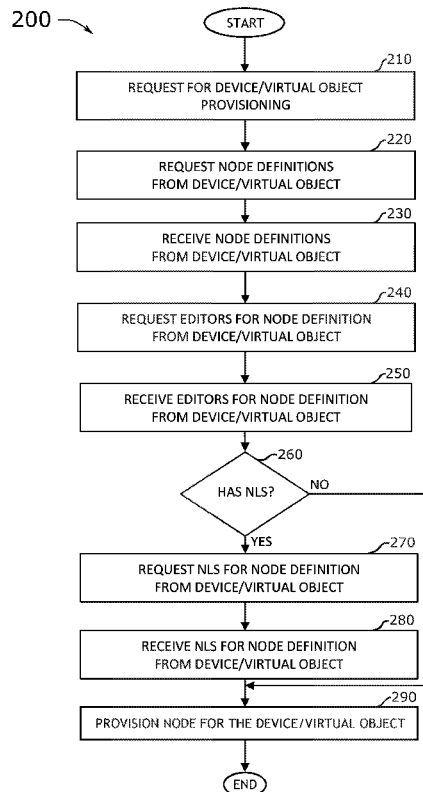 200
START
210
REQUEST FOR DEVICE/VIRTUAL OBJECT
PROVISIONING
220
REQUEST NODE DEFINITIONS
FROM DEVICE/VIRTUAL OBJECT
230
RECEIVE NODE DEFINITIONS
FROM DEVICE/VIRTUAL OBJECT
240
REQUEST EDITORS FOR NODE DEFINITION
FROM DEVICE/VIRTUAL OBJECT
250
RECEIVE EDITORS FOR NODE DEFINITION
FROM DEVICE/VIRTUAL OBJECT
260
HAS NLS?
NO
YES
270
REQUEST NLS FOR NODE DEFINITION
FROM DEVICE/VIRTUAL OBJECT
280
RECEIVE NLS FOR NODE DEFINITION
FROM DEVICE/VIRTUAL OBJECT
290
PROVISION NODE FOR THE DEVICE/VIRTUAL OBJECT
END